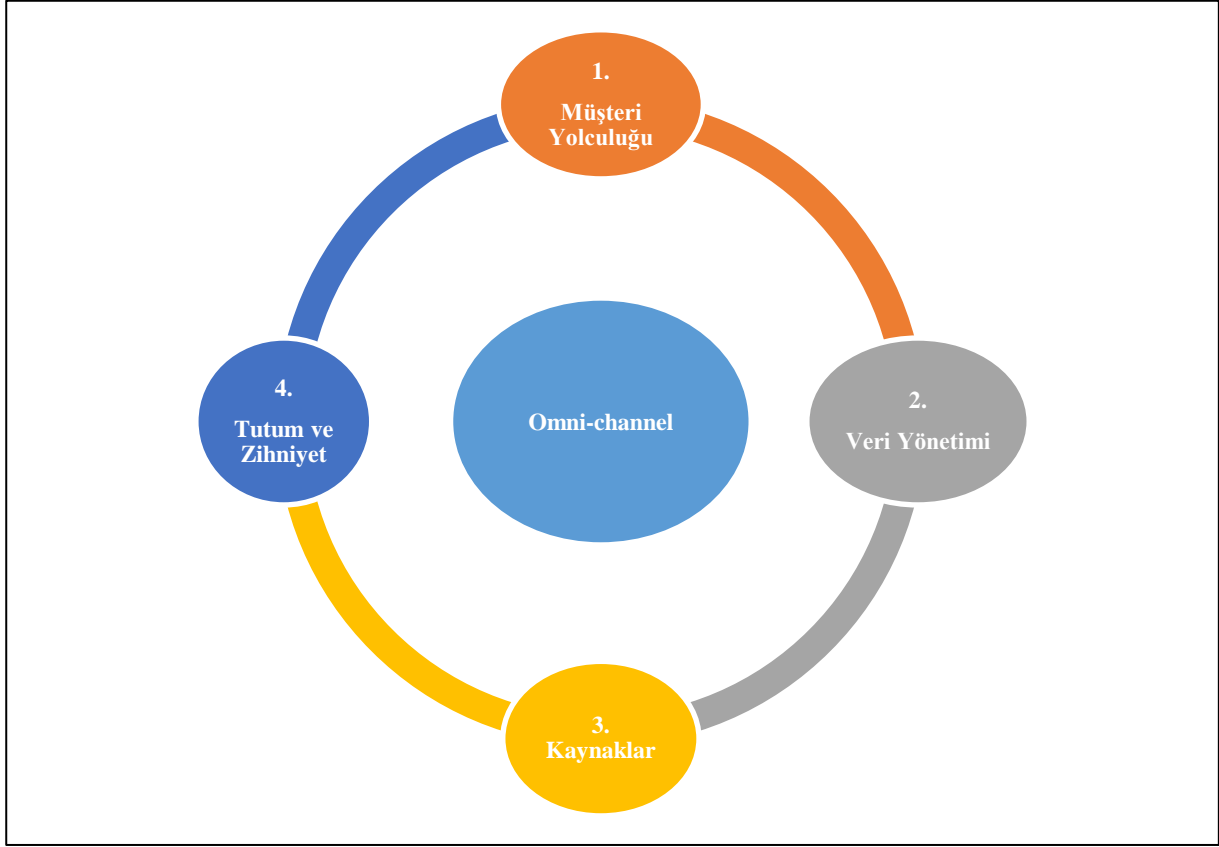 1.
Müşteri
Yolculuğu
2.
Veri Yönetimi
3.
Kaynaklar
4.
Tutum ve
Zihniyet
Omni-channel